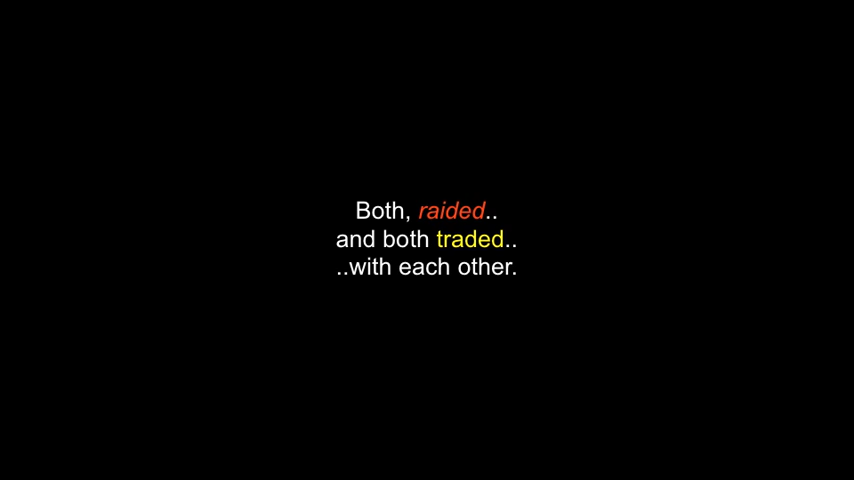 Both, raided..
and both traded..
..with each other.